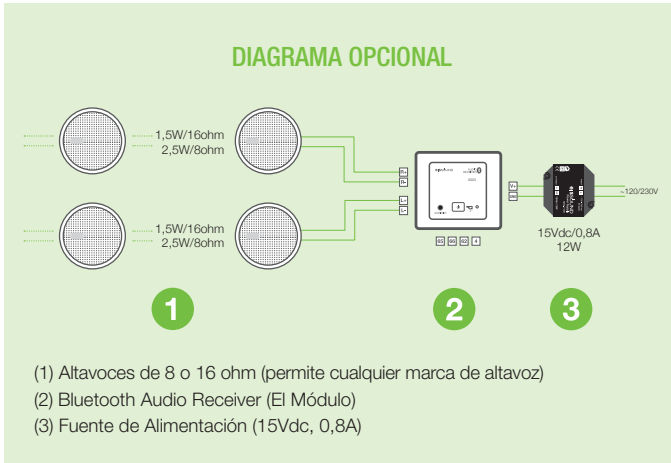 DIAGRAMA OPCIONAL
1,5W/16ohm
2,5W/8ohm
R+
R-
L+
L-
V+
~120/230V
1,5W/16ohm
2,5W/8ohm
15Vdc/0,8A
12W
1
2
3
(1) Altavoces de 8 o 16 ohm (permite cualquier marca de altavoz)
(2) Bluetooth Audio Receiver (El Módulo)
(3) Fuente de Alimentación (15Vdc, 0,8A)